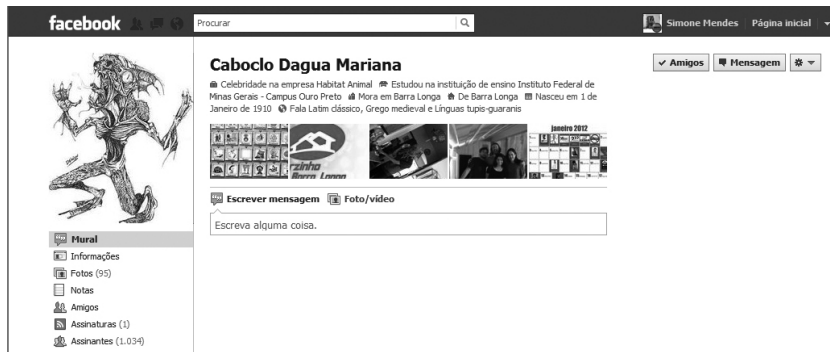 facebook
Procurar
Simone Mendes
Página inicial
Caboclo Dagua Mariana
Amigos
Mensagem
Celebridade na empresa Habitat Animal Estudou na instituição de ensino Instituto Federal de
Minas Gerais - Campus Ouro Preto Mora em Barra Longa De Barra Longa Nasceu em 1 de
Janeiro de 1910 Fala Latim clássico, Grego medieval e Línguas tupis-guaranis
janeiro 2012
rzinho
Barra Longa
Escrever mensagem Foto/vídeo
Escreva alguma coisa.
Mural
Informações
Fotos (95)
Notas
Amigos
Assinaturas (1)
Assinantes (1.034)